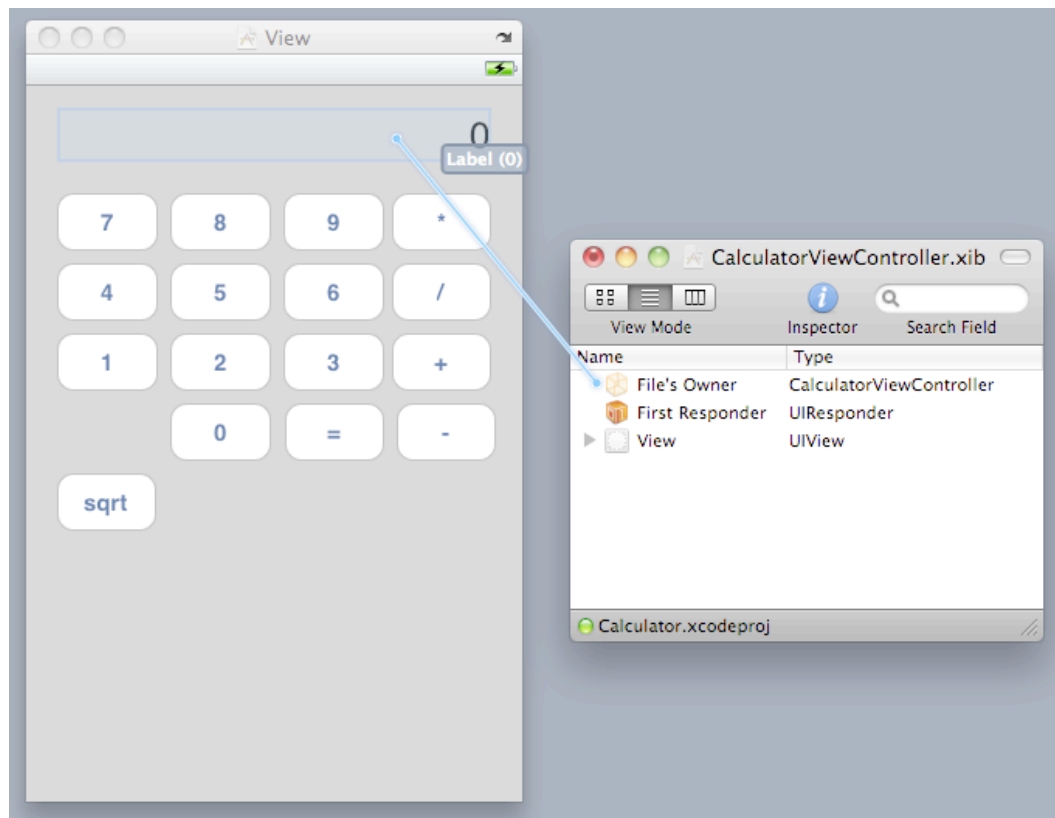 View
0
Label (0)
7 8 9 *
4 5 6 /
1 2 3 +
0 = -
sqrt
CalculatorViewController.xib
View Mode Inspector Search Field
Name Type
File's Owner CalculatorViewController
First Responder UIResponder
View UIView
Calculator.xcodeproj